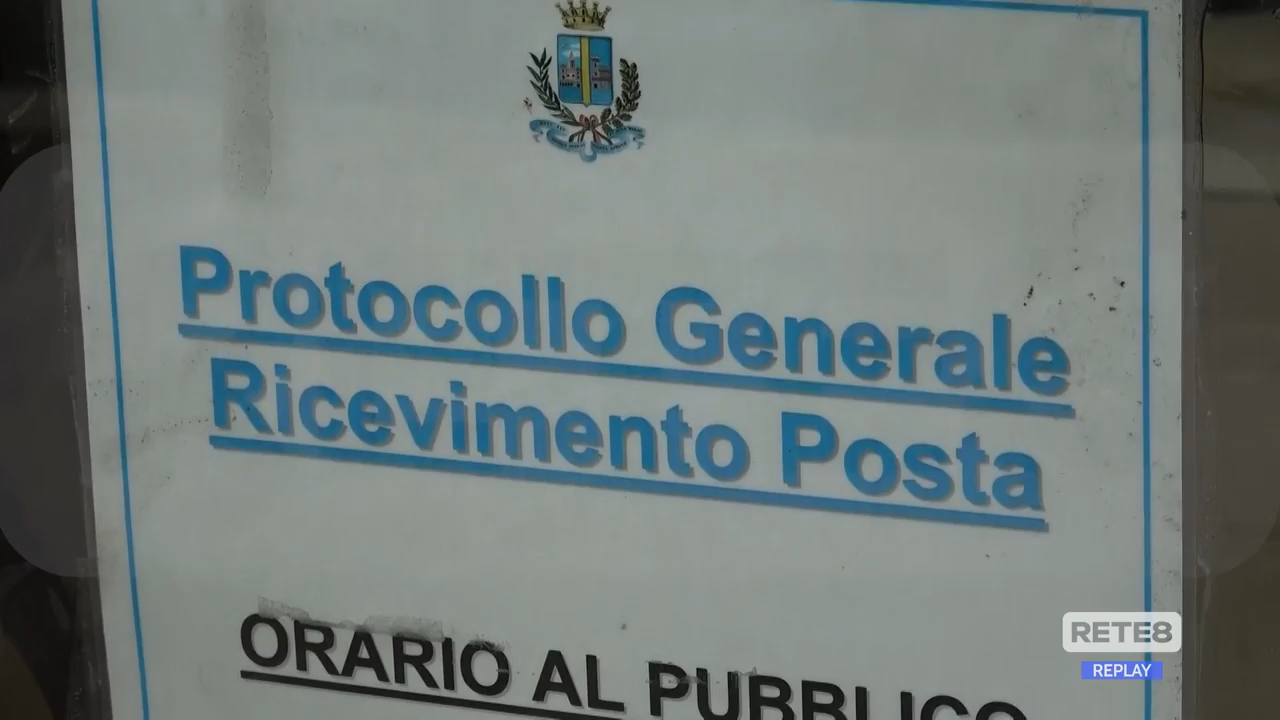 Protocollo Generale
Ricevimento Posta
ORARIO AL PUBBLICO
RETE8
REPLAY